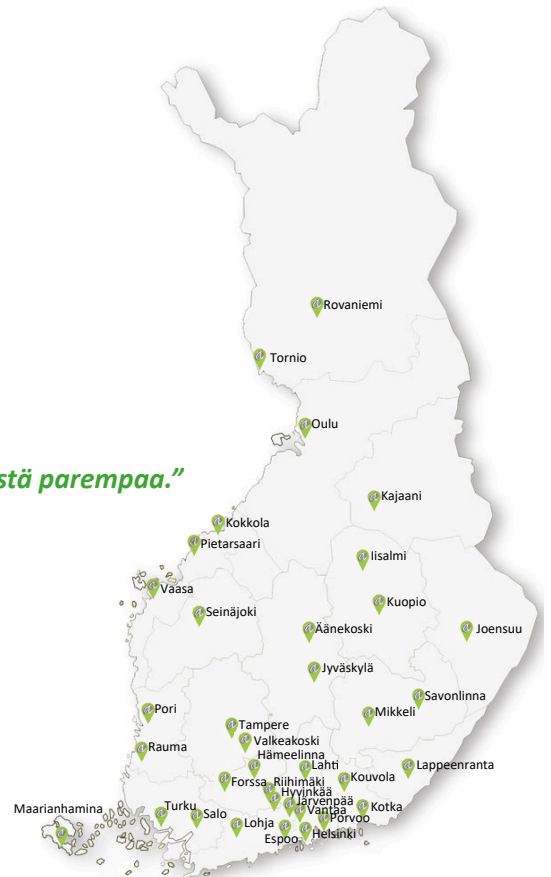 Rovaniemi
Tornio
Oulu
stä parempaa.”
Kajaani
Kokkola
Pietarsaari
Iisalmi
Vaasa
Kuopio
Seinäjoki
Äänekoski
Joensuu
Jyväskylä
Savonlinna
Pori
Mikkeli
Tampere
Valkeakoski
Rauma
Hämeelinna
Lahti
Lappeenranta
Forssa
Riihimäki
Kouvola
Hyvinkää
Järvenpää
Kotka
Maarianhamina
Turku
Salo
Vantaa
Porvoo
Lohja
Espoo
Helsinki